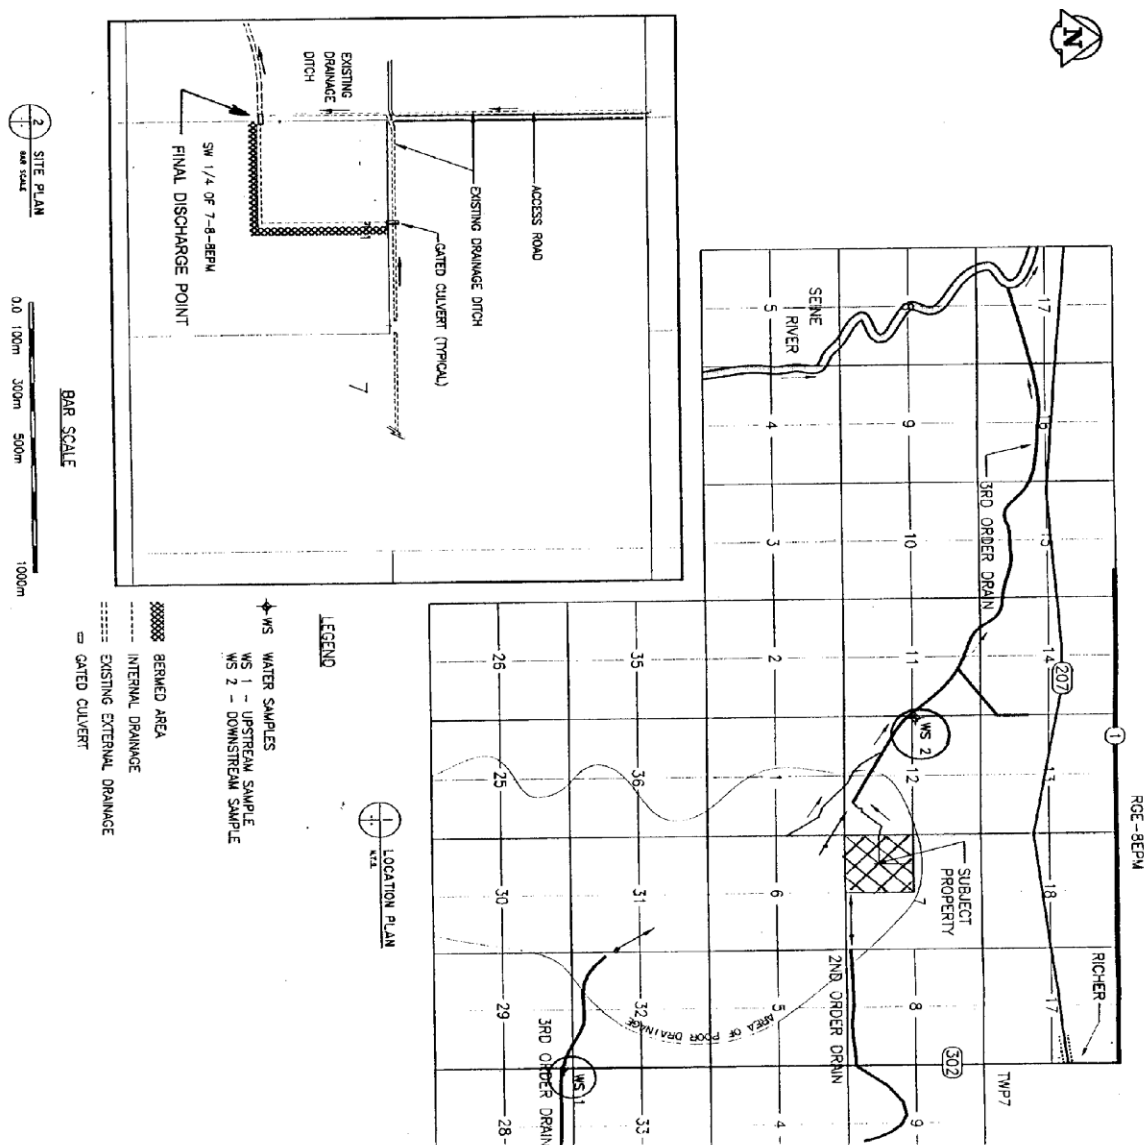 N
EXISTING
DRAINAGE
DITCH
ACCESS ROAD
EXISTING DRAINAGE DITCH
GATED CULVERT (TYPICAL)
SW 1/4 OF 7-8-8EPM
FINAL DISCHARGE POINT
7
2
SITE PLAN
BAR SCALE
BAR SCALE
0.0 100m 300m 500m 1000m
LEGEND
WS WATER SAMPLES
WS 1 - UPSTREAM SAMPLE
WS 2 - DOWNSTREAM SAMPLE
BERMED AREA
INTERNAL DRAINAGE
EXISTING EXTERNAL DRAINAGE
GATED CULVERT
1
LOCATION PLAN
N.T.S.
RGE-8EPM
1
207
RICHER
17 16 15 14 13 18 17
3RD ORDER DRAIN
SEINE
RIVER
9 10 11 12 7 8 9
WS 2
SUBJECT
PROPERTY
302
TWP7
2ND ORDER DRAIN
5 4 3 2 1 6 5 4
AREA OF POOR DRAINAGE
35 36 31 32 33
3RD ORDER DRAIN
WS 1
26 25 30 29 28